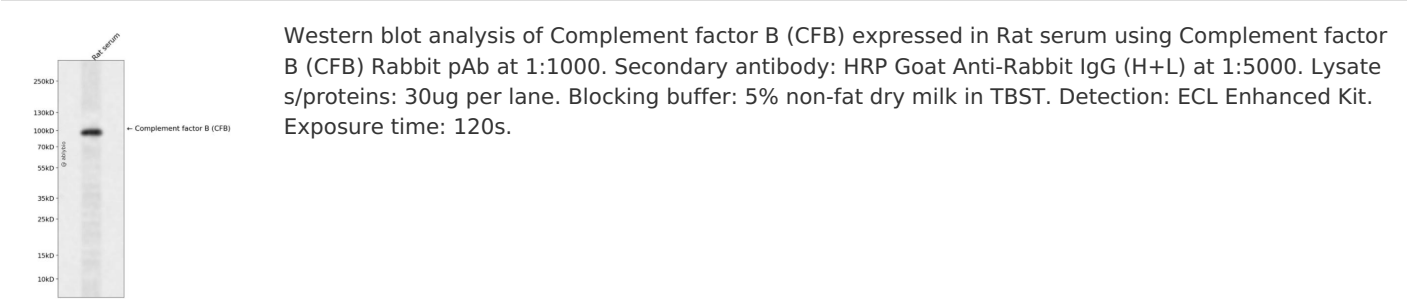 Rat serum
250kD
130kD
100kD
70kD
55kD
35kD
25kD
15kD
10kD
← Complement factor B (CFB)
@ ablybio
Western blot analysis of Complement factor B (CFB) expressed in Rat serum using Complement factor
B (CFB) Rabbit pAb at 1:1000. Secondary antibody: HRP Goat Anti-Rabbit IgG (H+L) at 1:5000. Lysate
s/proteins: 30ug per lane. Blocking buffer: 5% non-fat dry milk in TBST. Detection: ECL Enhanced Kit.
Exposure time: 120s.